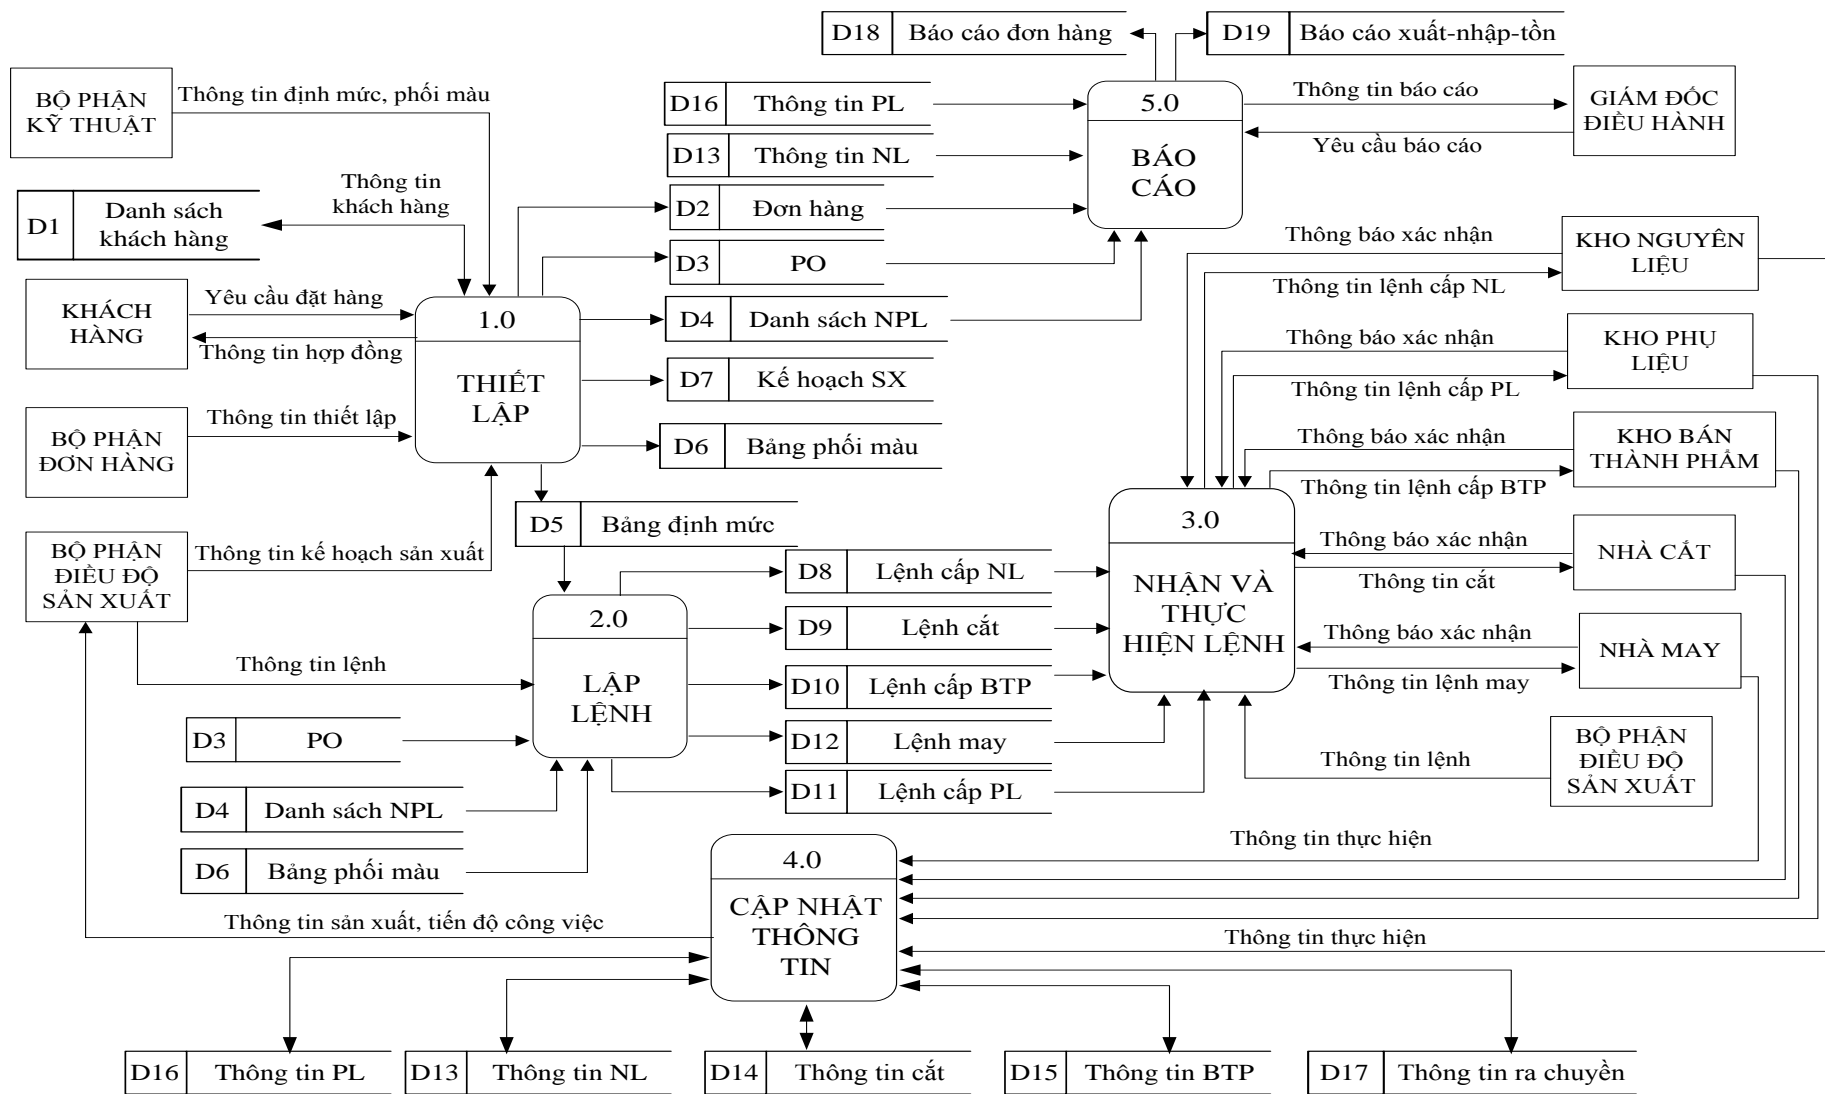 D18 Báo cáo đơn hàng
D19 Báo cáo xuất-nhập-tồn
BỘ PHẬN
KỸ THUẬT
Thông tin định mức, phối màu
D16 Thông tin PL
5.0
BÁO
CÁO
Thông tin báo cáo
Yêu cầu báo cáo
GIÁM ĐỐC
ĐIỀU HÀNH
D13 Thông tin NL
D1 Danh sách
khách hàng
Thông tin
khách hàng
D2 Đơn hàng
D3 PO
Thông báo xác nhận
Thông tin lệnh cấp NL
KHO NGUYÊN
LIỆU
KHÁCH
HÀNG
Yêu cầu đặt hàng
Thông tin hợp đồng
1.0
THIẾT
LẬP
D4 Danh sách NPL
D7 Kế hoạch SX
D6 Bảng phối màu
Thông báo xác nhận
Thông tin lệnh cấp PL
KHO PHỤ
LIỆU
BỘ PHẬN
ĐƠN HÀNG
Thông tin thiết lập
Thông báo xác nhận
Thông tin lệnh cấp BTP
KHO BÁN
THÀNH PHẨM
D5 Bảng định mức
BỘ PHẬN
ĐIỀU ĐỘ
SẢN XUẤT
Thông tin kế hoạch sản xuất
Thông tin lệnh
2.0
LẬP
LỆNH
D8 Lệnh cấp NL
D9 Lệnh cắt
D10 Lệnh cấp BTP
D12 Lệnh may
D11 Lệnh cấp PL
3.0
NHẬN VÀ
THỰC
HIỆN LỆNH
Thông báo xác nhận
Thông tin cắt
NHÀ CẮT
Thông báo xác nhận
Thông tin lệnh may
NHÀ MAY
Thông tin lệnh
BỘ PHẬN
ĐIỀU ĐỘ
SẢN XUẤT
D3 PO
D4 Danh sách NPL
D6 Bảng phối màu
Thông tin sản xuất, tiến độ công việc
4.0
CẬP NHẬT
THÔNG
TIN
Thông tin thực hiện
Thông tin thực hiện
D16 Thông tin PL
D13 Thông tin NL
D14 Thông tin cắt
D15 Thông tin BTP
D17 Thông tin ra chuyền